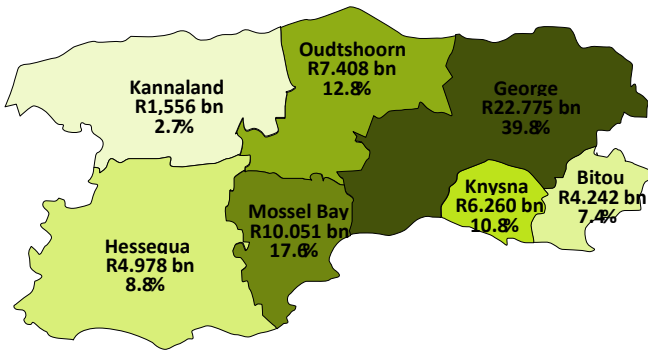 Oudtshoorn
R7.408 bn
12.8%
Kannaland
R1,556 bn
2.7%
George
R22.775 bn
39.8%
Knysna
R6.260 bn
10.8%
Bitou
R4.242 bn
7.4%
Mossel Bay
R10.051 bn
17.6%
Hessequa
R4.978 bn
8.8%